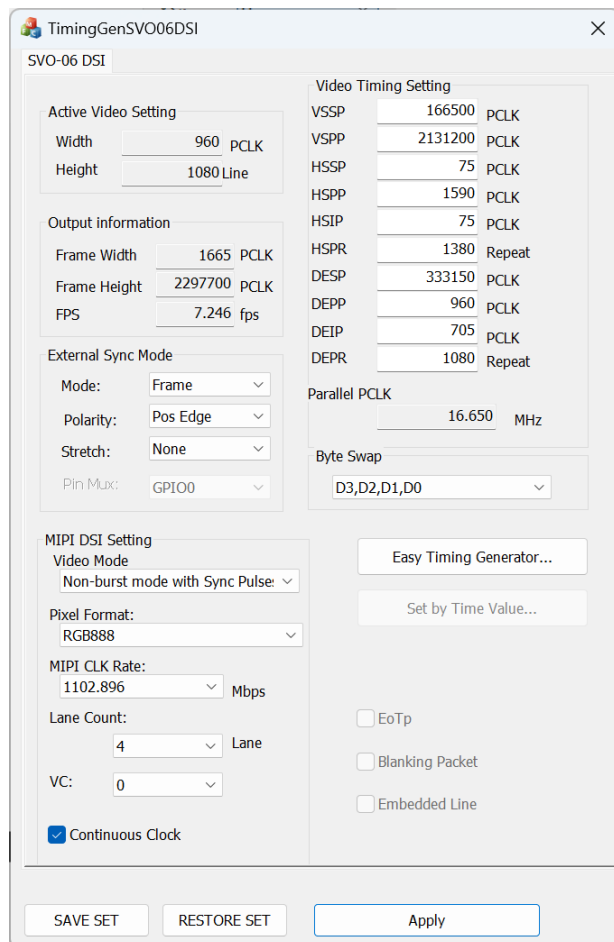 TimingGenSVO06DSI
SVO-06 DSI
Active Video Setting
Width 960 PCLK
Height 1080 Line
Output information
Frame Width 1665 PCLK
Frame Height 2297700 PCLK
FPS 7.246 fps
External Sync Mode
Mode: Frame
Polarity: Pos Edge
Stretch: None
Pin Mux: GPIO0
Video Timing Setting
VSSP 166500 PCLK
VSPP 2131200 PCLK
HSSP 75 PCLK
HSPP 1590 PCLK
HSIP 75 PCLK
HSPR 1380 Repeat
DESP 333150 PCLK
DEPP 960 PCLK
DEIP 705 PCLK
DEPR 1080 Repeat
Parallel PCLK
16.650 MHz
Byte Swap
D3,D2,D1,D0
MIPI DSI Setting
Video Mode
Non-burst mode with Sync Pulse
Pixel Format:
RGB888
MIPI CLK Rate:
1102.896 Mbps
Lane Count:
4 Lane
VC: 0
Continuous Clock
Easy Timing Generator...
Set by Time Value...
EoTp
Blanking Packet
Embedded Line
SAVE SET
RESTORE SET
Apply